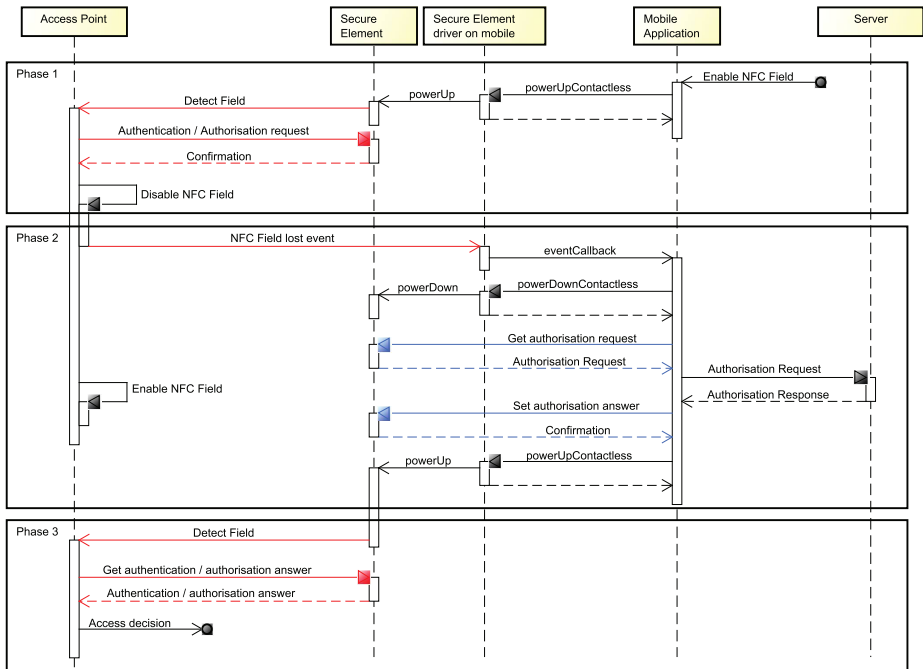 Access Point
Secure
Element
Secure Element
driver on mobile
Mobile
Application
Server
Phase 1
Enable NFC Field
powerUpContactless
powerUp
Detect Field
Authentication / Authorisation request
Confirmation
Disable NFC Field
Phase 2
NFC Field lost event
eventCallback
powerDownContactless
powerDown
Get authorisation request
Authorisation Request
Authorisation Request
Enable NFC Field
Authorisation Response
Set authorisation answer
Confirmation
powerUpContactless
powerUp
Phase 3
Detect Field
Get authentication / authorisation answer
Authentication / authorisation answer
Access decision